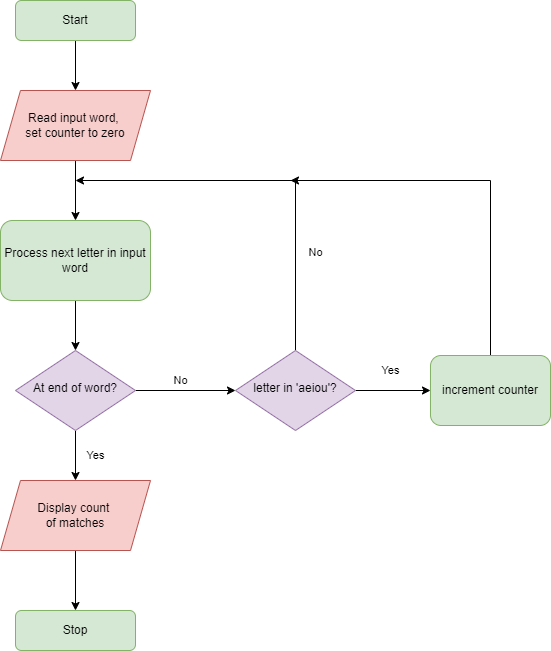 Start
Read input word,
set counter to zero
No
Process next letter in input
word
At end of word?
No
letter in 'aeiou'?
Yes
increment counter
Yes
Display count
of matches
Stop